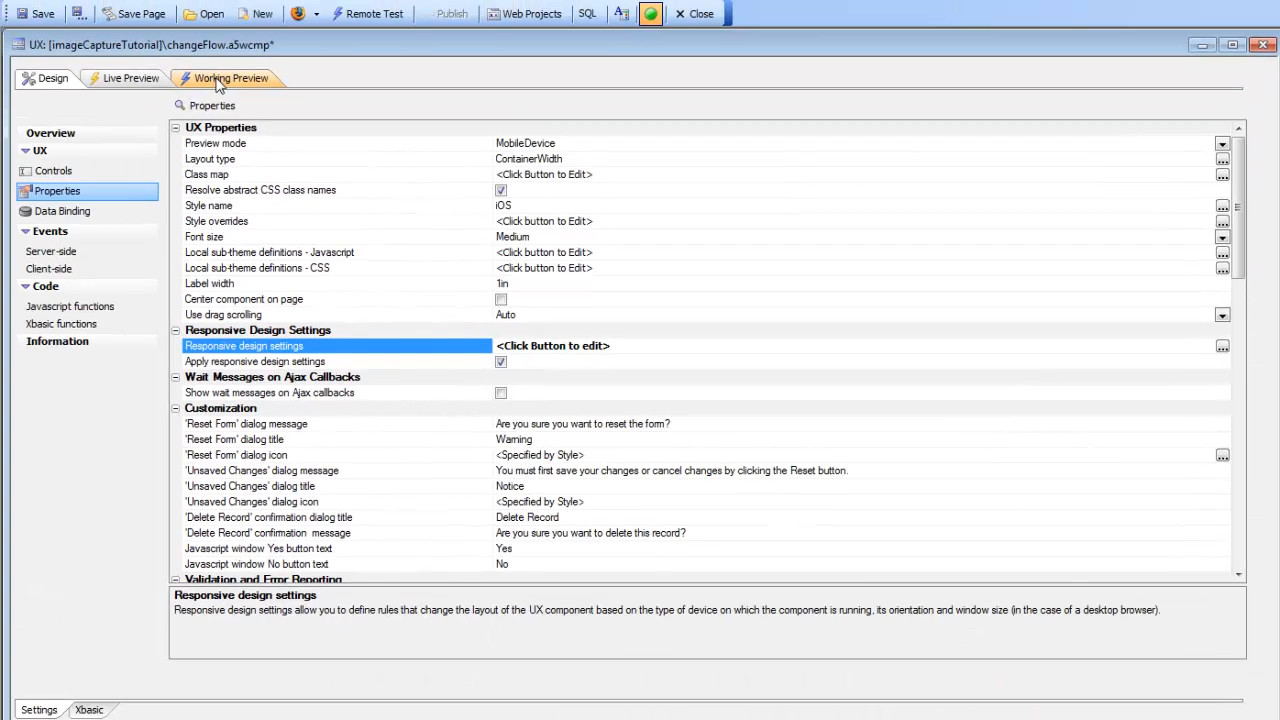 Save Save Page Open New Remote Test Publish Web Projects SQL A Close
UX: [imageCaptureTutorial]\changeFlow.a5wcmp*
Design Live Preview Working Preview
Properties
Overview
UX
Controls
Properties
Data Binding
Events
Server-side
Client-side
Code
Javascript functions
Xbasic functions
Information
UX Properties
Preview mode MobileDevice
Layout type ContainerWidth
Class map <Click Button to Edit>
Resolve abstract CSS class names
Style name iOS
Style overrides <Click button to Edit>
Font size Medium
Local sub-theme definitions - Javascript <Click button to Edit>
Local sub-theme definitions - CSS <Click button to Edit>
Label width 1in
Center component on page
Use drag scrolling Auto
Responsive Design Settings
Responsive design settings <Click Button to edit>
Apply responsive design settings
Wait Messages on Ajax Callbacks
Show wait messages on Ajax callbacks
Customization
'Reset Form' dialog message Are you sure you want to reset the form?
'Reset Form' dialog title Warning
'Reset Form' dialog icon <Specified by Style>
'Unsaved Changes' dialog message You must first save your changes or cancel changes by clicking the Reset button.
'Unsaved Changes' dialog title Notice
'Unsaved Changes' dialog icon <Specified by Style>
'Delete Record' confirmation dialog title Delete Record
'Delete Record' confirmation message Are you sure you want to delete this record?
Javascript window Yes button text Yes
Javascript window No button text No
Validation and Error Reporting
Responsive design settings
Responsive design settings allow you to define rules that change the layout of the UX component based on the type of device on which the component is running, its orientation and window size (in the case of a desktop browser).
Settings Xbasic